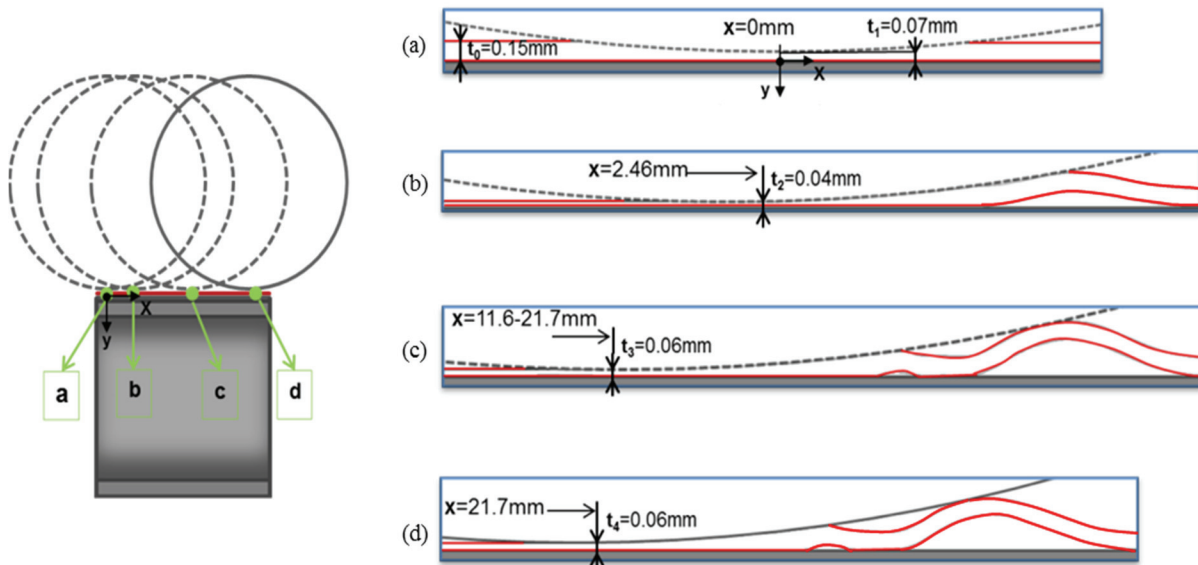 (a)
x=0mm
t₁=0.07mm
t₀=0.15mm
X
y
(b)
x=2.46mm
t₂=0.04mm
X
y
a
b
c
d
(c)
x=11.6-21.7mm
t₃=0.06mm
(d)
x=21.7mm
t₄=0.06mm